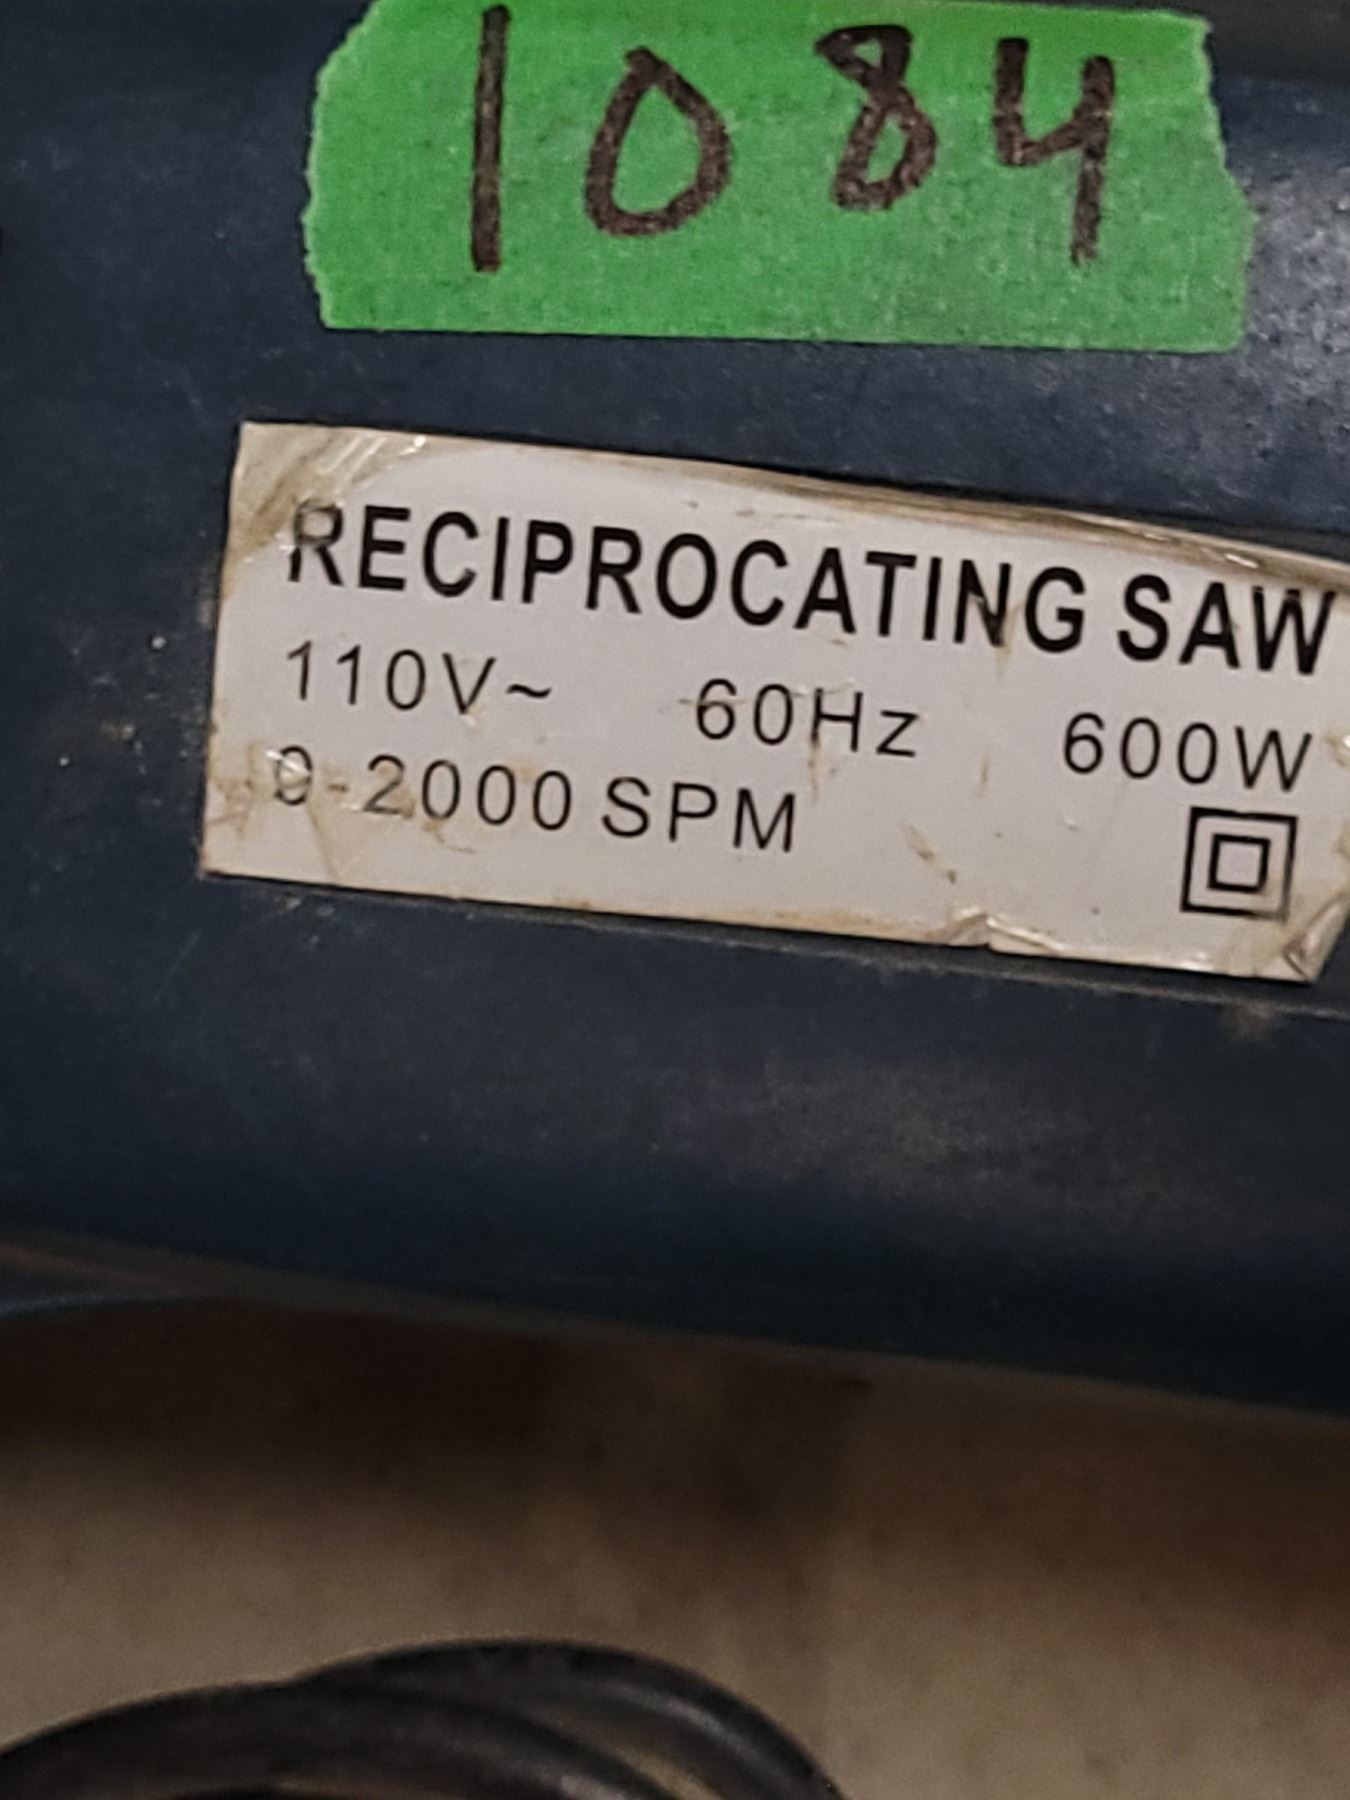 1084
RECIPROCATING SAW
110V~ 60Hz 600W
0-2000 SPM